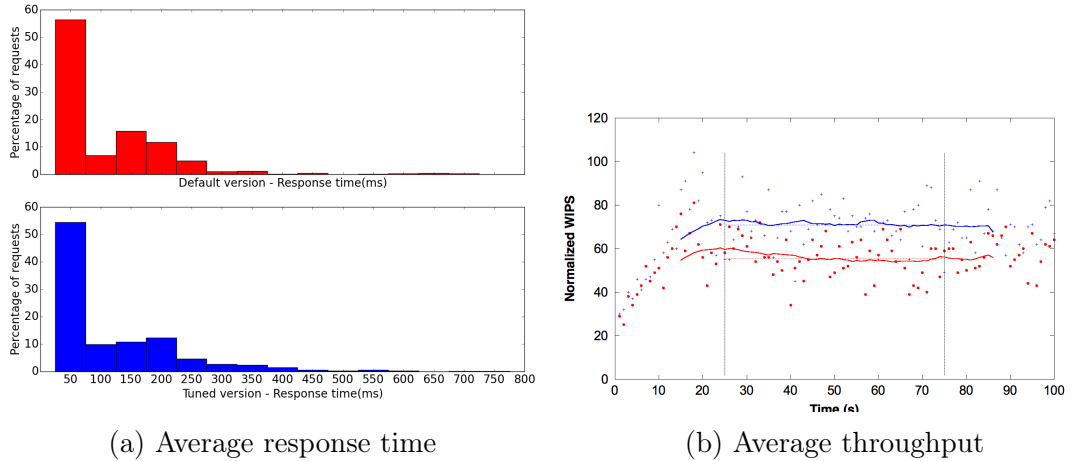 60
50
40
30
20
10
0
Percentage of requests
Default version - Response time(ms)
60
50
40
30
20
10
0
Percentage of requests
50 100 150 200 250 300 350 400 450 500 550 600 650 700 750 800
Tuned version - Response time(ms)
(a) Average response time
120
100
80
60
40
20
0
Normalized WIPS
0 10 20 30 40 50 60 70 80 90 100
Time (s)
(b) Average throughput